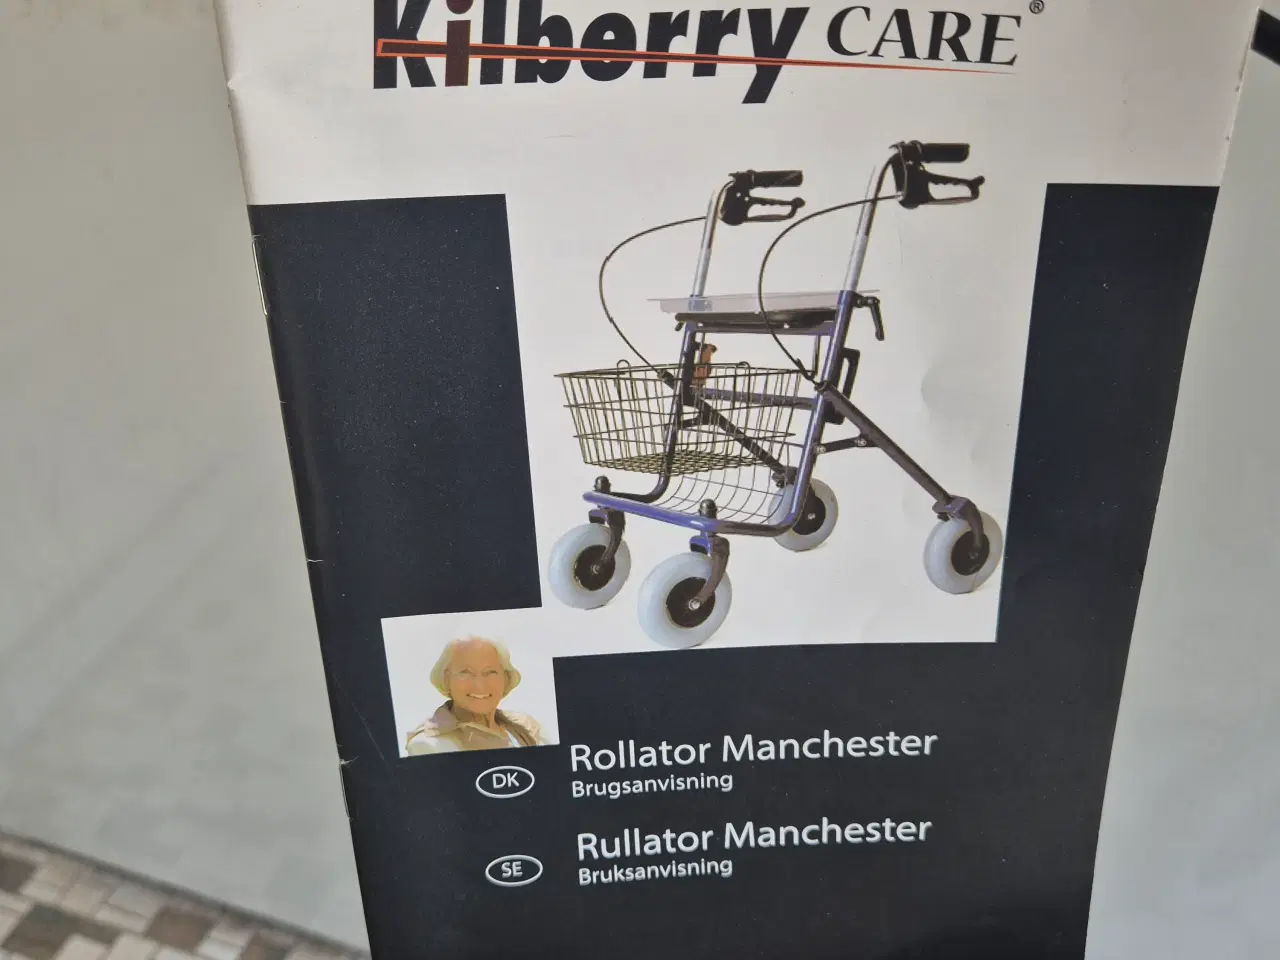 Kilberry CARE®
Rollator Manchester
DK
Brugsanvisning
Rullator Manchester
SE
Bruksanvisning